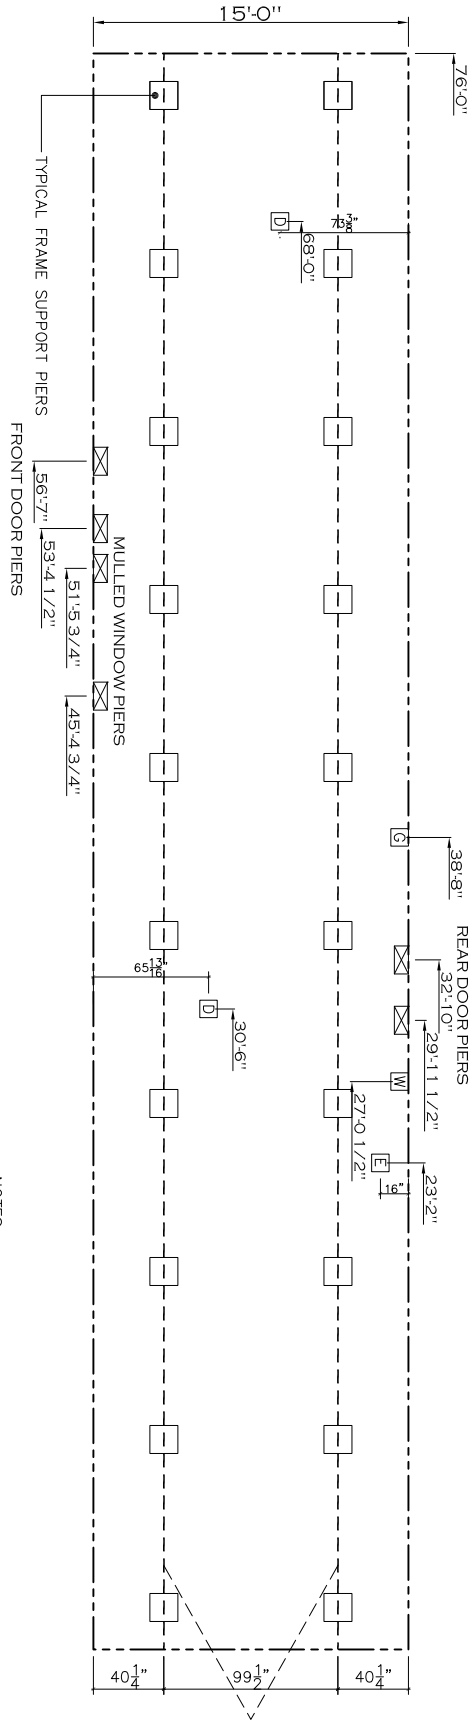 15'-0"
76'-0"
TYPICAL FRAME SUPPORT PIERS
D
73 3/8"
68'-0"
FRONT DOOR PIERS
56'-7"
53'-4 1/2"
MULLED WINDOW PIERS
51'-5 3/4"
45'-4 3/4"
G
38'-8"
REAR DOOR PIERS
32'-10"
29'-11 1/2"
65 13/16"
D
30'-6"
W
27'-0 1/2"
E
16"
23'-2"
40 1/4"
99 1/2"
40 1/4"